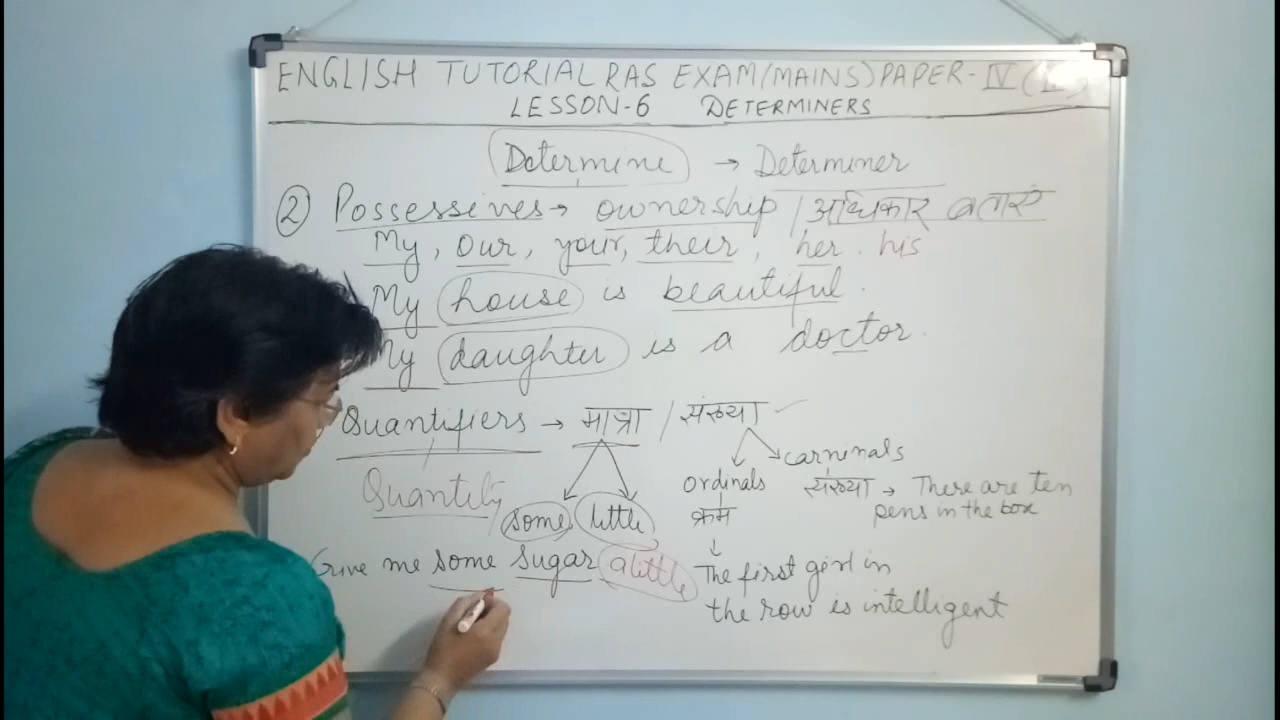 ENGLISH TUTORIAL RAS EXAM(MAINS) PAPER-IV
LESSON-6 DETERMINERS
Determine → Determiner
② Possessives → ownership / अधिकार
My, our, your, their, her. his
My house is beautiful.
My daughter is a doctor.
Quantifiers → मात्रा / संख्या ✓
Quantity
some little
ordinals
क्रम
↓
carninals
संख्या → There are ten
pens in the box
Give me some sugar a little
The first girl in
the row is intelligent